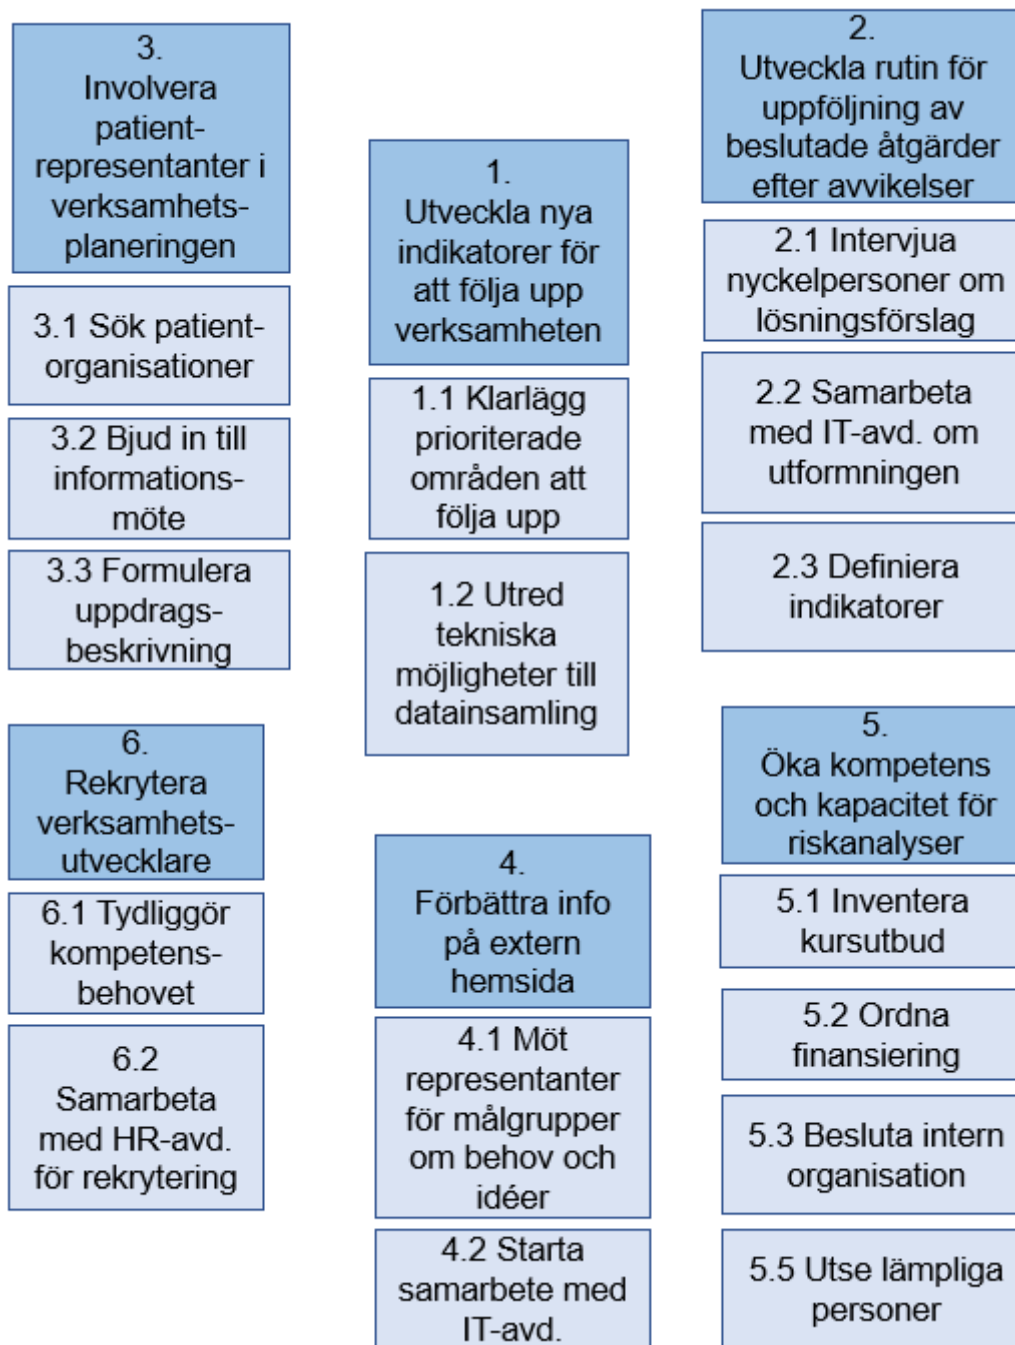 3.
Involvera
patient-
representanter i
verksamhets-
planeringen
3.1 Sök patient-
organisationer
3.2 Bjud in till
informations-
möte
3.3 Formulera
uppdrags-
beskrivning
1.
Utveckla nya
indikatorer för
att följa upp
verksamheten
1.1 Klarlägg
prioriterade
områden att
följa upp
1.2 Utred
tekniska
möjligheter till
datainsamling
2.
Utveckla rutin för
uppföljning av
beslutade åtgärder
efter avvikelser
2.1 Intervjua
nyckelpersoner om
lösningsförslag
2.2 Samarbeta
med IT-avd. om
utformningen
2.3 Definiera
indikatorer
6.
Rekrytera
verksamhets-
utvecklare
6.1 Tydliggör
kompetens-
behovet
6.2
Samarbeta
med HR-avd.
för rekrytering
4.
Förbättra info
på extern
hemsida
4.1 Möt
representanter
för målgrupper
om behov och
idéer
4.2 Starta
samarbete med
IT-avd.
5.
Öka kompetens
och kapacitet för
riskanalyser
5.1 Inventera
kursutbud
5.2 Ordna
finansiering
5.3 Besluta intern
organisation
5.5 Utse lämpliga
personer